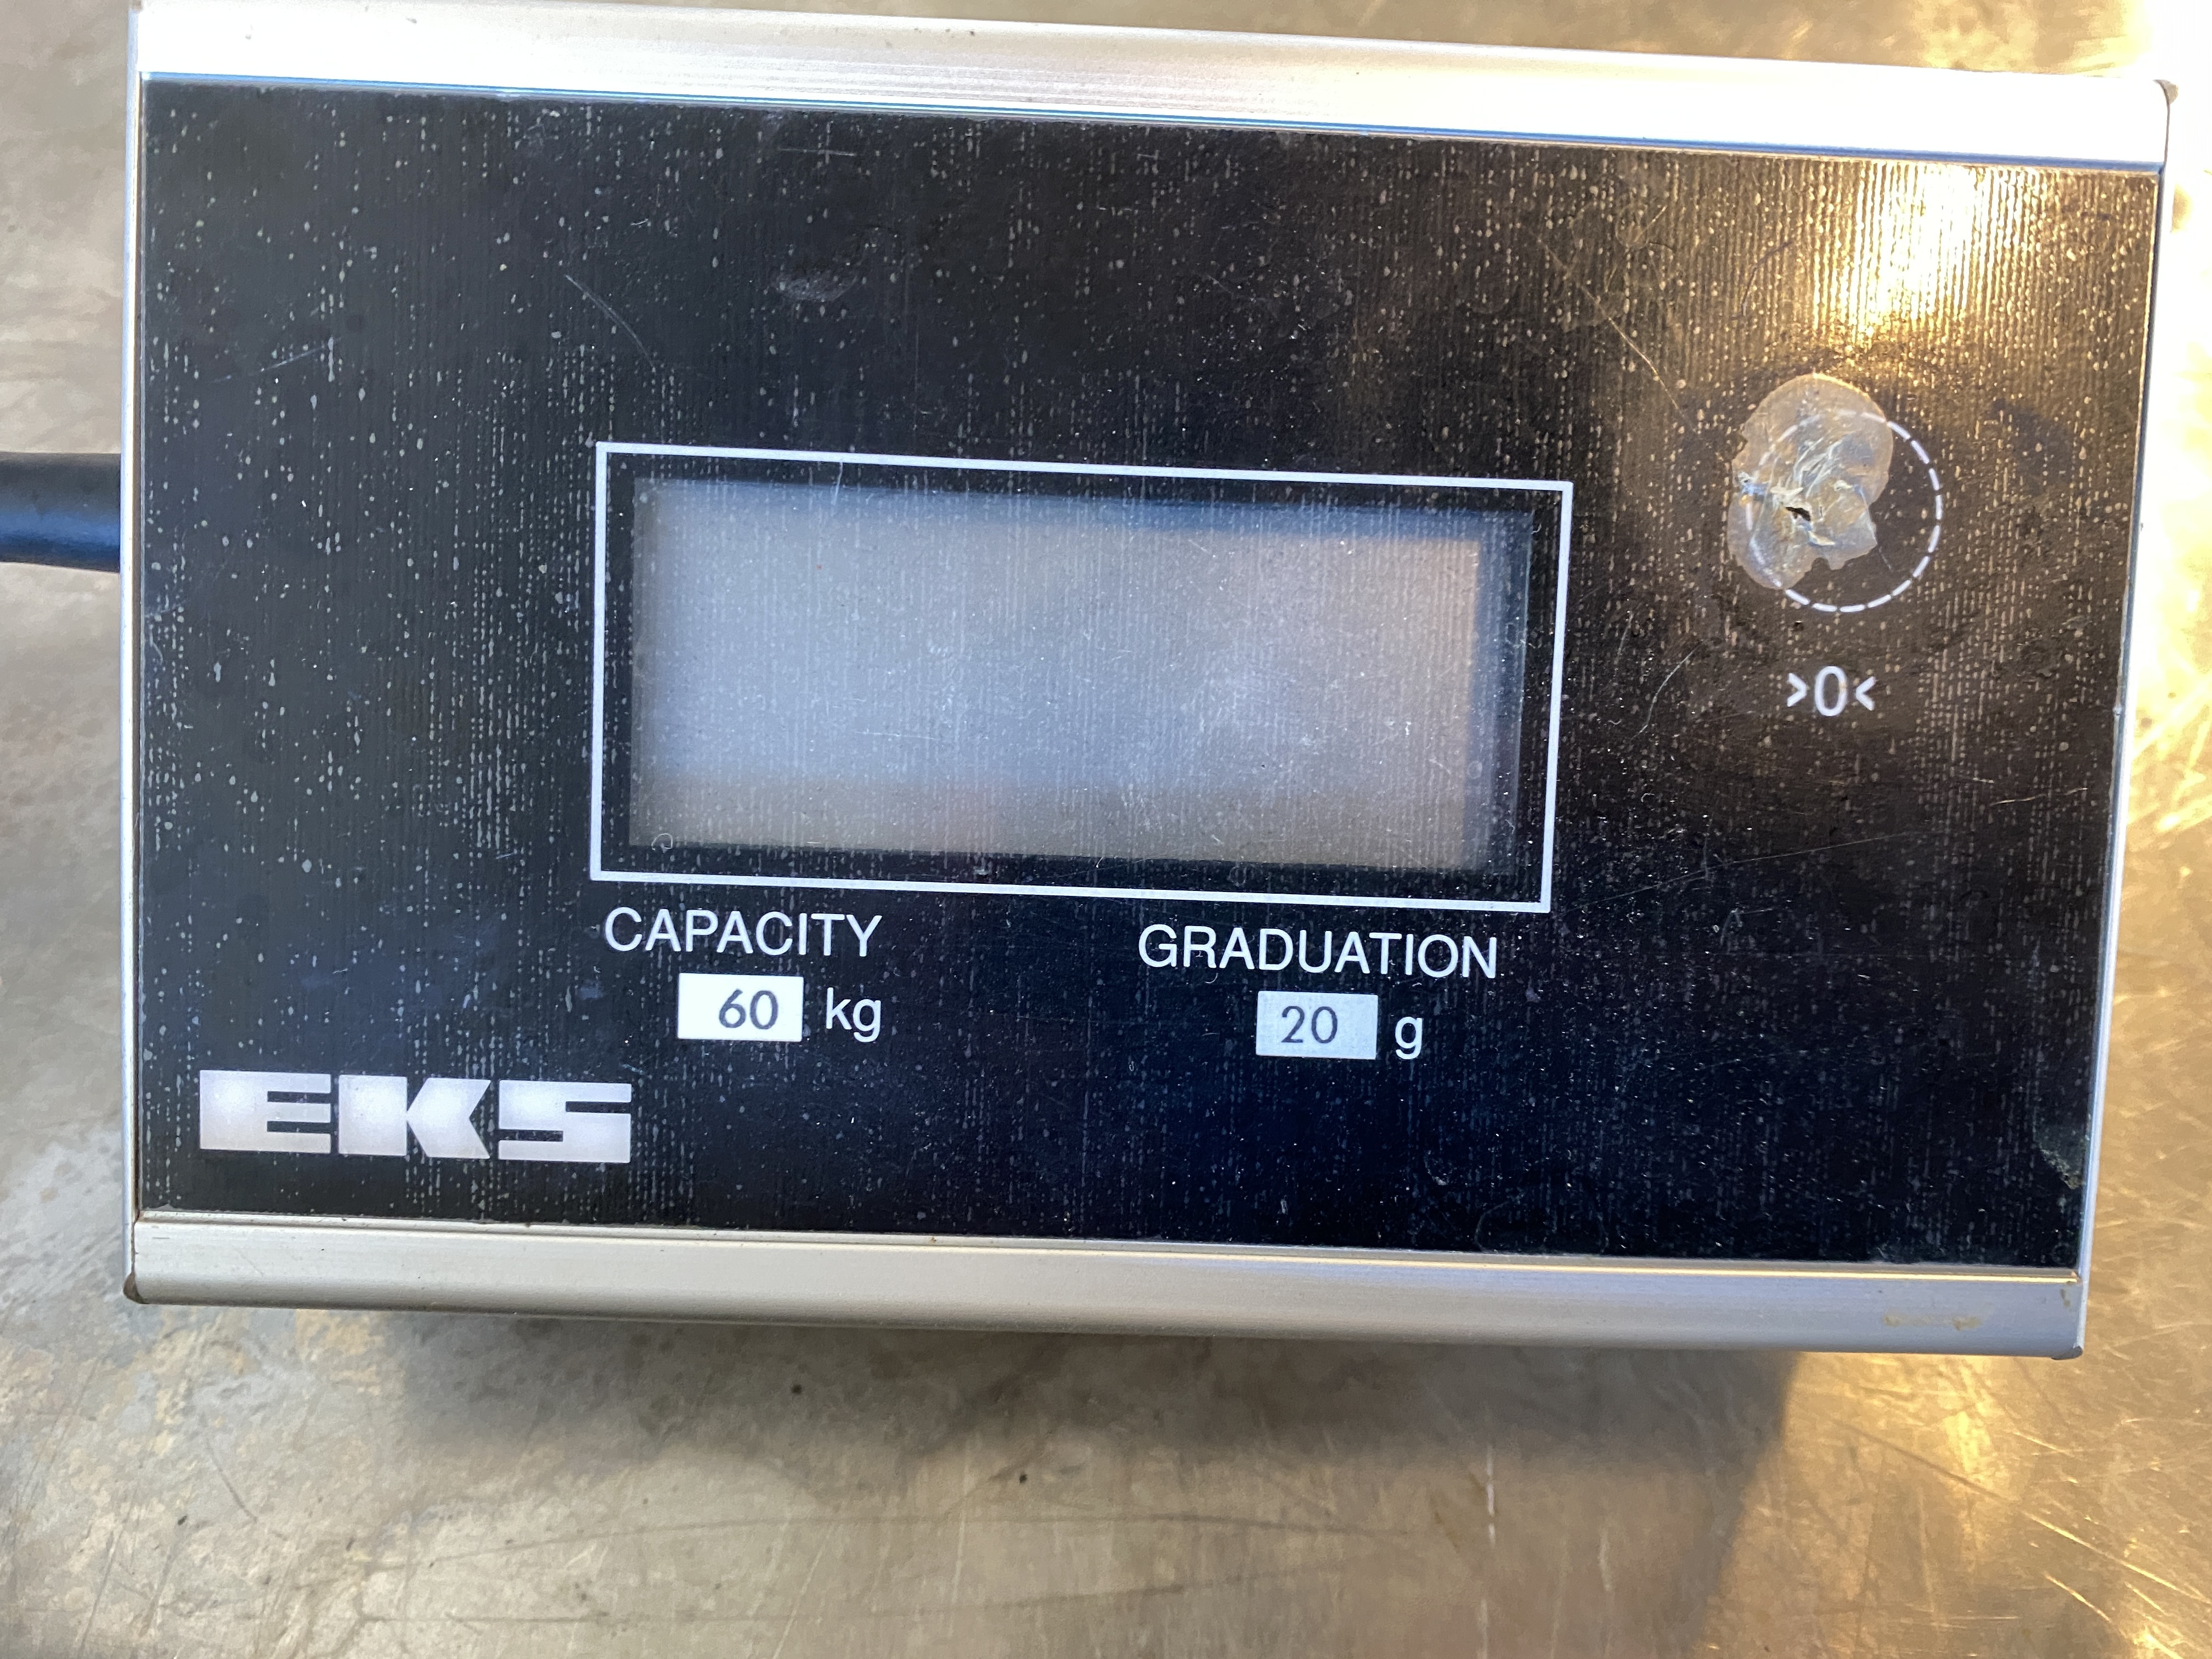 >0<
CAPACITY GRADUATION
60 kg 20 g
EKS